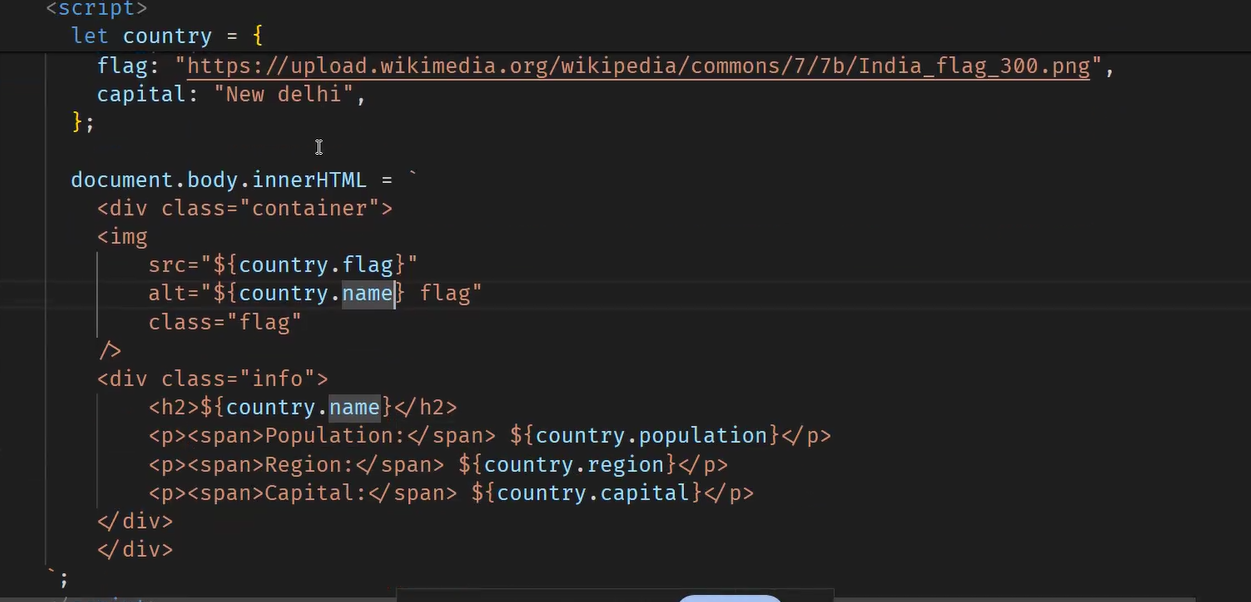 <script>
let country = {
flag: "https://upload.wikimedia.org/wikipedia/commons/7/7b/India_flag_300.png",
capital: "New delhi",
};
document.body.innerHTML = `
<div class="container">
<img
src="${country.flag}"
alt="${country.name} flag"
class="flag"
/>
<div class="info">
<h2>${country.name}</h2>
<p><span>Population:</span> ${country.population}</p>
<p><span>Region:</span> ${country.region}</p>
<p><span>Capital:</span> ${country.capital}</p>
</div>
</div>
`;